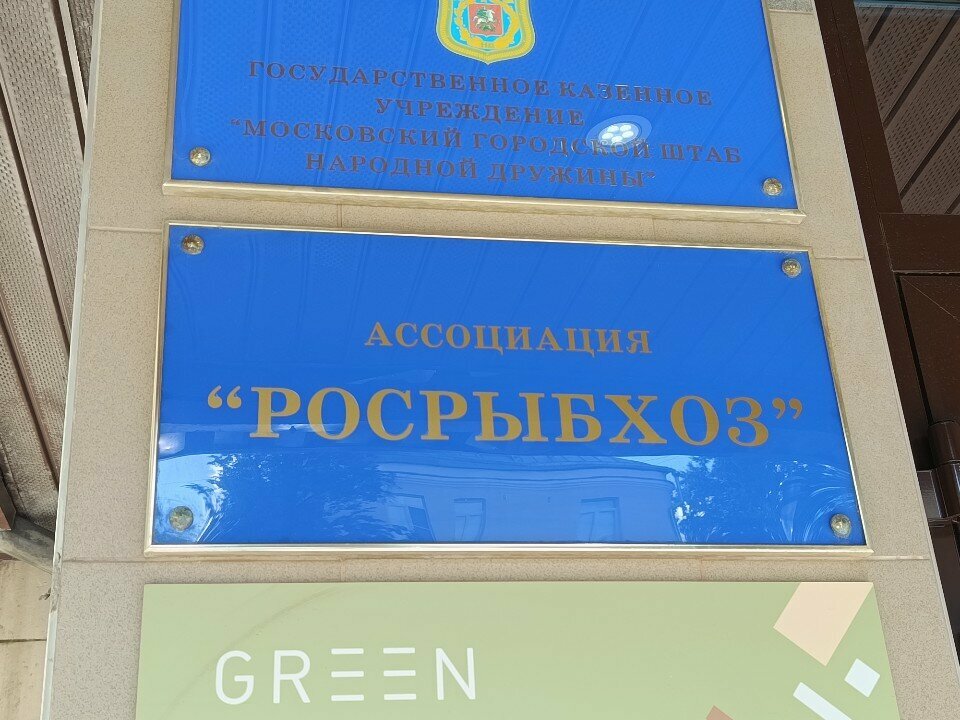 ГОСУДАРСТВЕННОЕ КАЗЕННОЕ
УЧРЕЖДЕНИЕ
"МОСКОВСКИЙ ГОРОДСКОЙ ШТАБ
НАРОДНОЙ ДРУЖИНЫ"
АССОЦИАЦИЯ
“РОСРЫБХОЗ”
GREEN